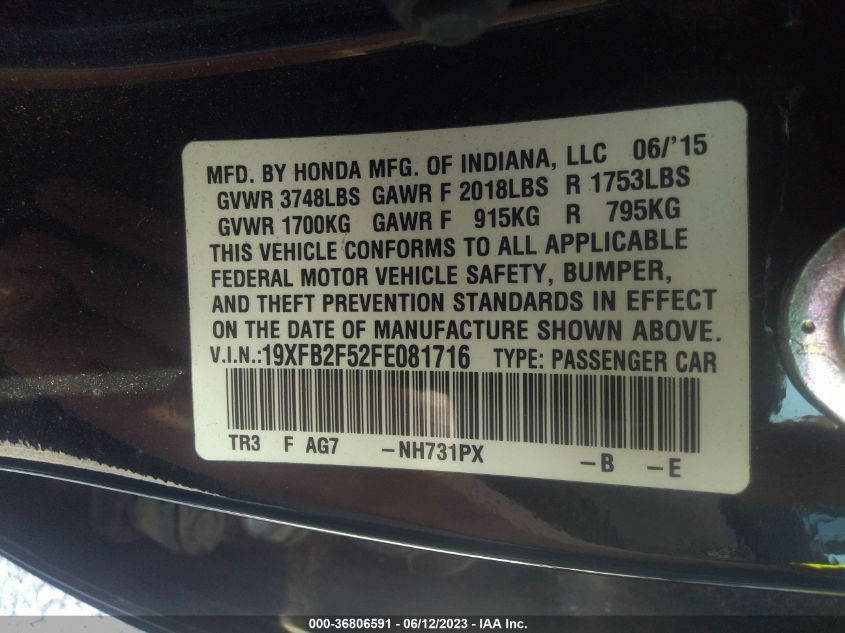 MFD. BY HONDA MFG. OF INDIANA, LLC 06/'15
GVWR 3748LBS GAWR F 2018LBS R 1753LBS
GVWR 1700KG GAWR F 915KG R 795KG
THIS VEHICLE CONFORMS TO ALL APPLICABLE
FEDERAL MOTOR VEHICLE SAFETY, BUMPER,
AND THEFT PREVENTION STANDARDS IN EFFECT
ON THE DATE OF MANUFACTURE SHOWN ABOVE.
V.I.N.:19XFB2F52FE081716 TYPE: PASSENGER CAR
TR3 F AG7 -NH731PX -B -E
000-36806591 - 06/12/2023 - IAA Inc.